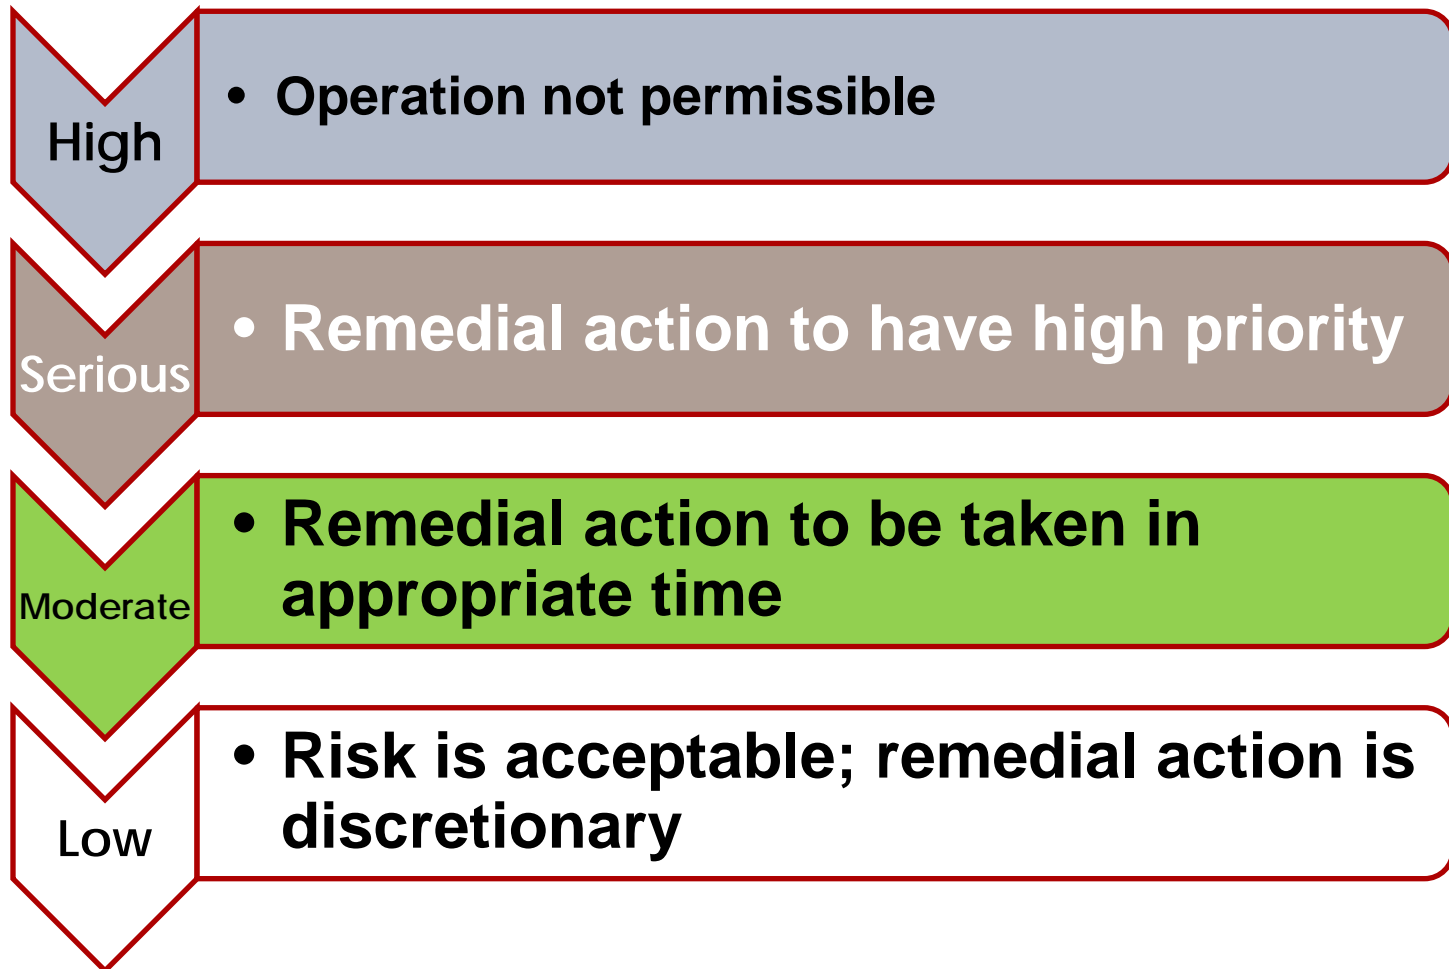 High
• Operation not permissible
Serious
• Remedial action to have high priority
Moderate
• Remedial action to be taken in
appropriate time
Low
• Risk is acceptable; remedial action is
discretionary